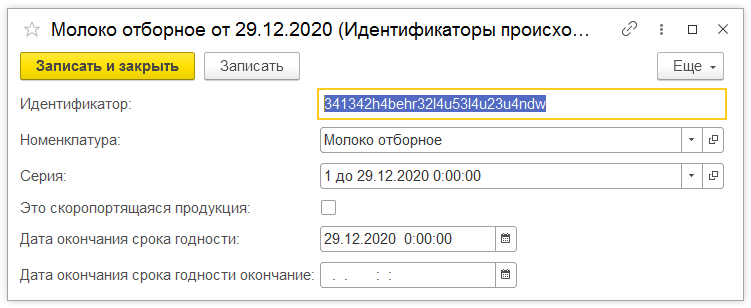 Молоко отборное от 29.12.2020 (Идентификаторы происхо...
Записать и закрыть Записать Еще
Идентификатор: 341342h4behr32l4u53l4u23u4ndw
Номенклатура: Молоко отборное
Серия: 1 до 29.12.2020 0:00:00
Это скоропортящаяся продукция:
Дата окончания срока годности: 29.12.2020 0:00:00
Дата окончания срока годности окончание: . . : :